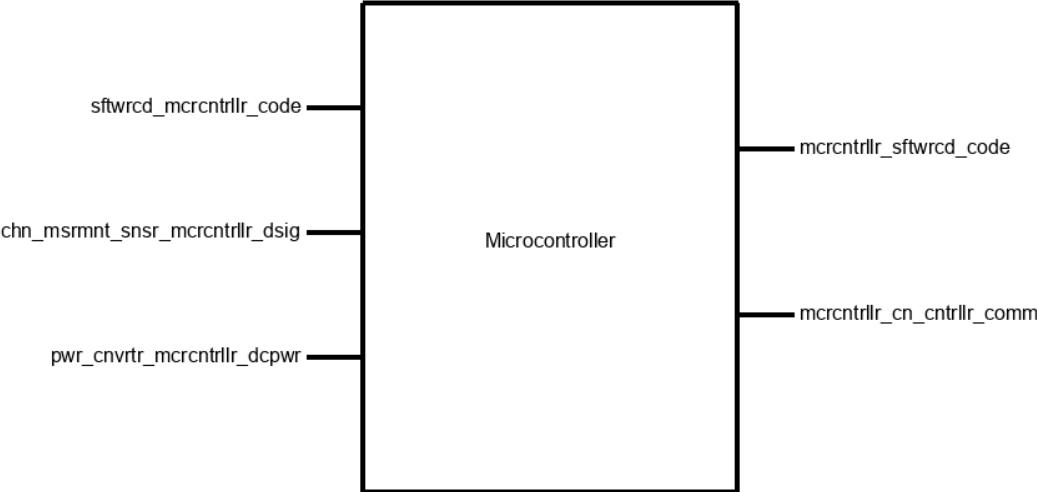 sftwrcd_mcrcntrllr_code
chn_msrmnt_snsr_mcrcntrllr_dsig
pwr_cnvrtr_mcrcntrllr_dcpwr
Microcontroller
mcrcntrllr_sftwrcd_code
mcrcntrllr_cn_cntrllr_comm